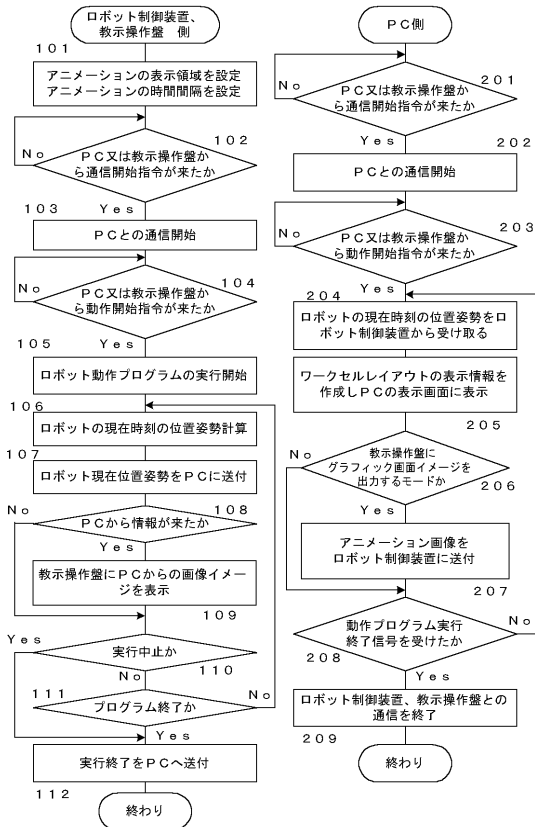 ロボット制御装置、
教示操作盤　側
１０１
アニメーションの表示領域を設定
アニメーションの時間間隔を設定
１０２
ＰＣ又は教示操作盤か
ら通信開始指令が来たか
Ｎｏ
Ｙｅｓ
１０３
ＰＣとの通信開始
１０４
ＰＣ又は教示操作盤か
ら動作開始指令が来たか
Ｎｏ
Ｙｅｓ
１０５
ロボット動作プログラムの実行開始
１０６
ロボットの現在時刻の位置姿勢計算
１０７
ロボット現在位置姿勢をＰＣに送付
Ｎｏ
１０８
ＰＣから情報が来たか
Ｙｅｓ
教示操作盤にＰＣからの画像イメー
ジを表示
１０９
Ｙｅｓ
実行中止か
１１０
Ｎｏ
１１１
プログラム終了か
Ｎｏ
Ｙｅｓ
実行終了をＰＣへ送付
１１２
終わり
ＰＣ側
２０１
Ｎｏ
ＰＣ又は教示操作盤か
ら通信開始指令が来たか
Ｙｅｓ
２０２
ＰＣとの通信開始
２０３
Ｎｏ
ＰＣ又は教示操作盤か
ら動作開始指令が来たか
Ｙｅｓ
２０４
ロボットの現在時刻の位置姿勢をロ
ボット制御装置から受け取る
ワークセルレイアウトの表示情報を
作成しＰＣの表示画面に表示
２０５
Ｎｏ
教示操作盤に
グラフィック画面イメージを
出力するモードか
２０６
Ｙｅｓ
アニメーション画像を
ロボット制御装置に送付
２０７
動作プログラム実行
終了信号を受けたか
Ｎｏ
２０８
Ｙｅｓ
ロボット制御装置、教示操作盤との
通信を終了
２０９
終わり